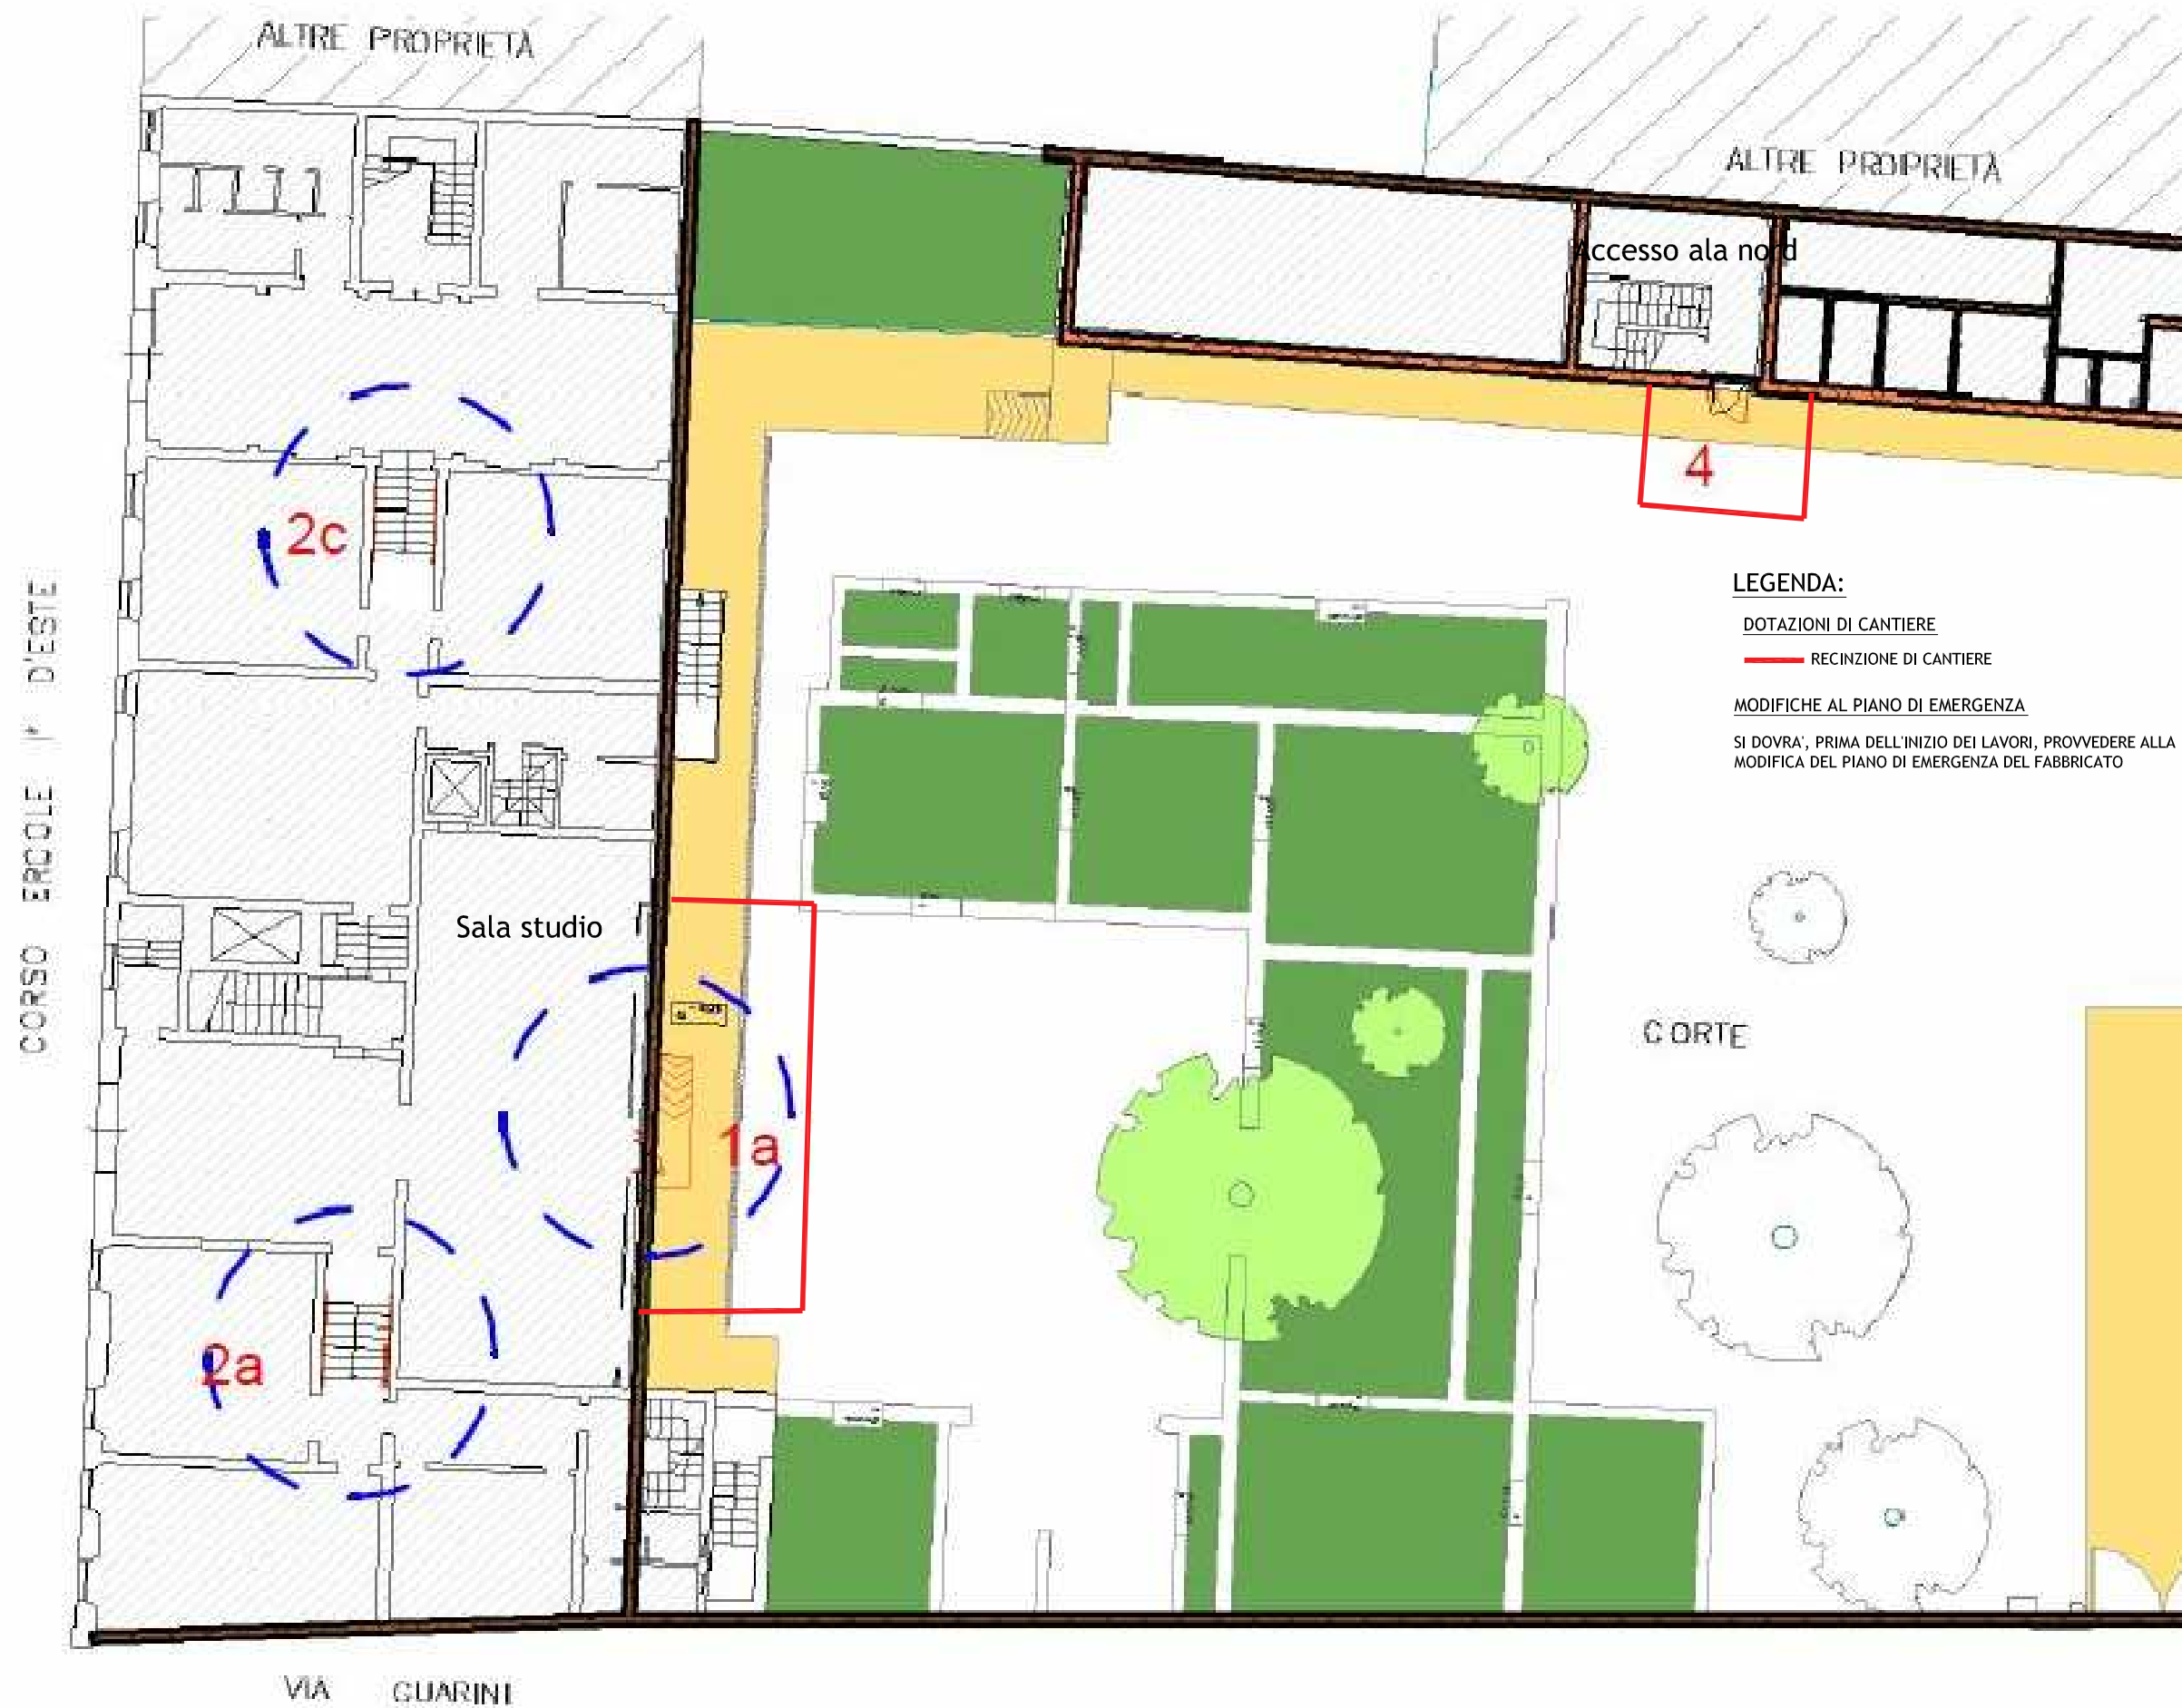 ALTRE PROPRIETÀ
ALTRE PROPRIETÀ
Accesso ala nord
4
2c
LEGENDA:
DOTAZIONI DI CANTIERE
RECINZIONE DI CANTIERE
MODIFICHE AL PIANO DI EMERGENZA
SI DOVRA', PRIMA DELL'INIZIO DEI LAVORI, PROVVEDERE ALLA
MODIFICA DEL PIANO DI EMERGENZA DEL FABBRICATO
CORSO ERCOLE I° D'ESTE
Sala studio
CORTE
1a
2a
VIA GUARINI